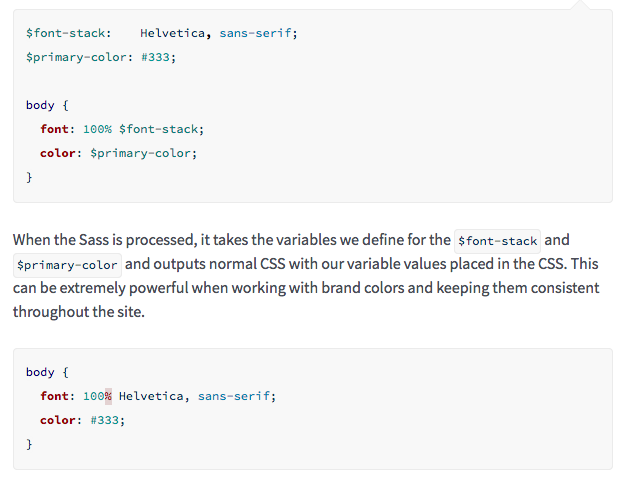 $font-stack:    Helvetica, sans-serif;
$primary-color: #333;
body {
  font: 100% $font-stack;
  color: $primary-color;
}
When the Sass is processed, it takes the variables we define for the $font-stack and
$primary-color and outputs normal CSS with our variable values placed in the CSS. This
can be extremely powerful when working with brand colors and keeping them consistent
throughout the site.
body {
  font: 100% Helvetica, sans-serif;
  color: #333;
}